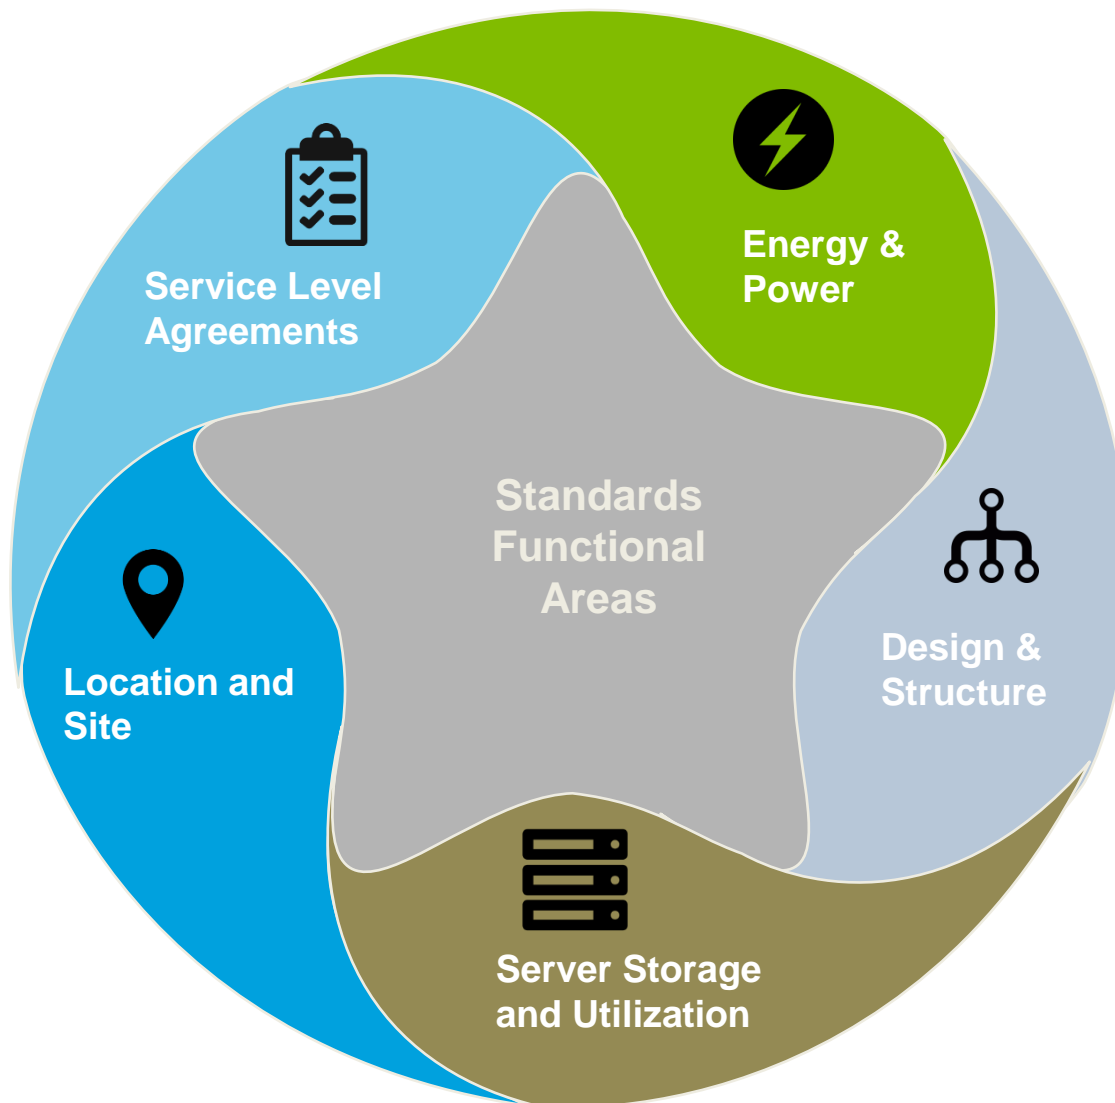 Energy &
Power
Service Level
Agreements
Standards
Functional
Areas
Design &
Structure
Location and
Site
Server Storage
and Utilization